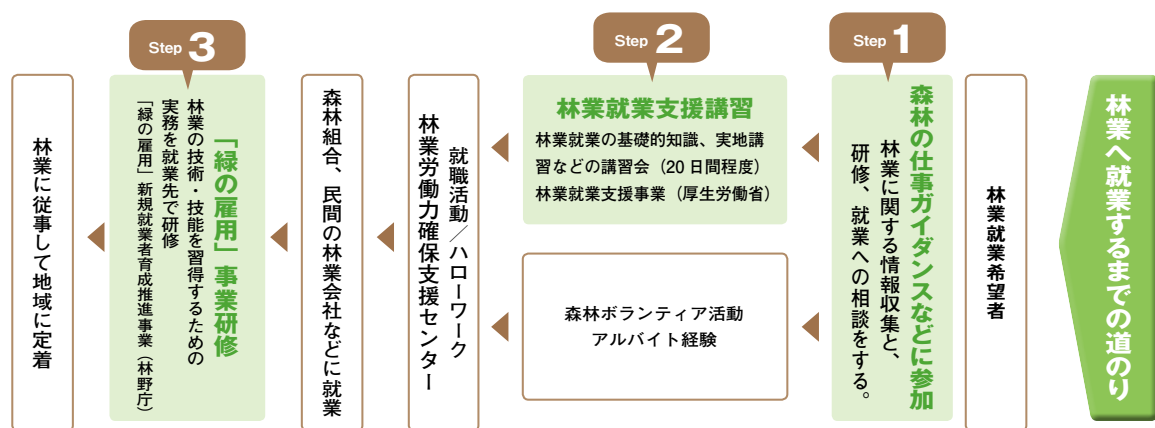 林業へ就業するまでの道のり
林業就業希望者
Step 1
森林の仕事ガイダンスなどに参加
林業に関する情報収集と、
研修、就業への相談をする。
Step 2
林業就業支援講習
林業就業の基礎的知識、実地講
習などの講習会（20日間程度）
林業就業支援事業（厚生労働省）
森林ボランティア活動
アルバイト経験
就職活動／ハローワーク
林業労働力確保支援センター
森林組合、民間の林業会社などに就業
Step 3
「緑の雇用」事業研修
林業の技術・技能を習得するための
実務を就業先で研修
「緑の雇用」新規就業者育成推進事業（林野庁）
林業に従事して地域に定着